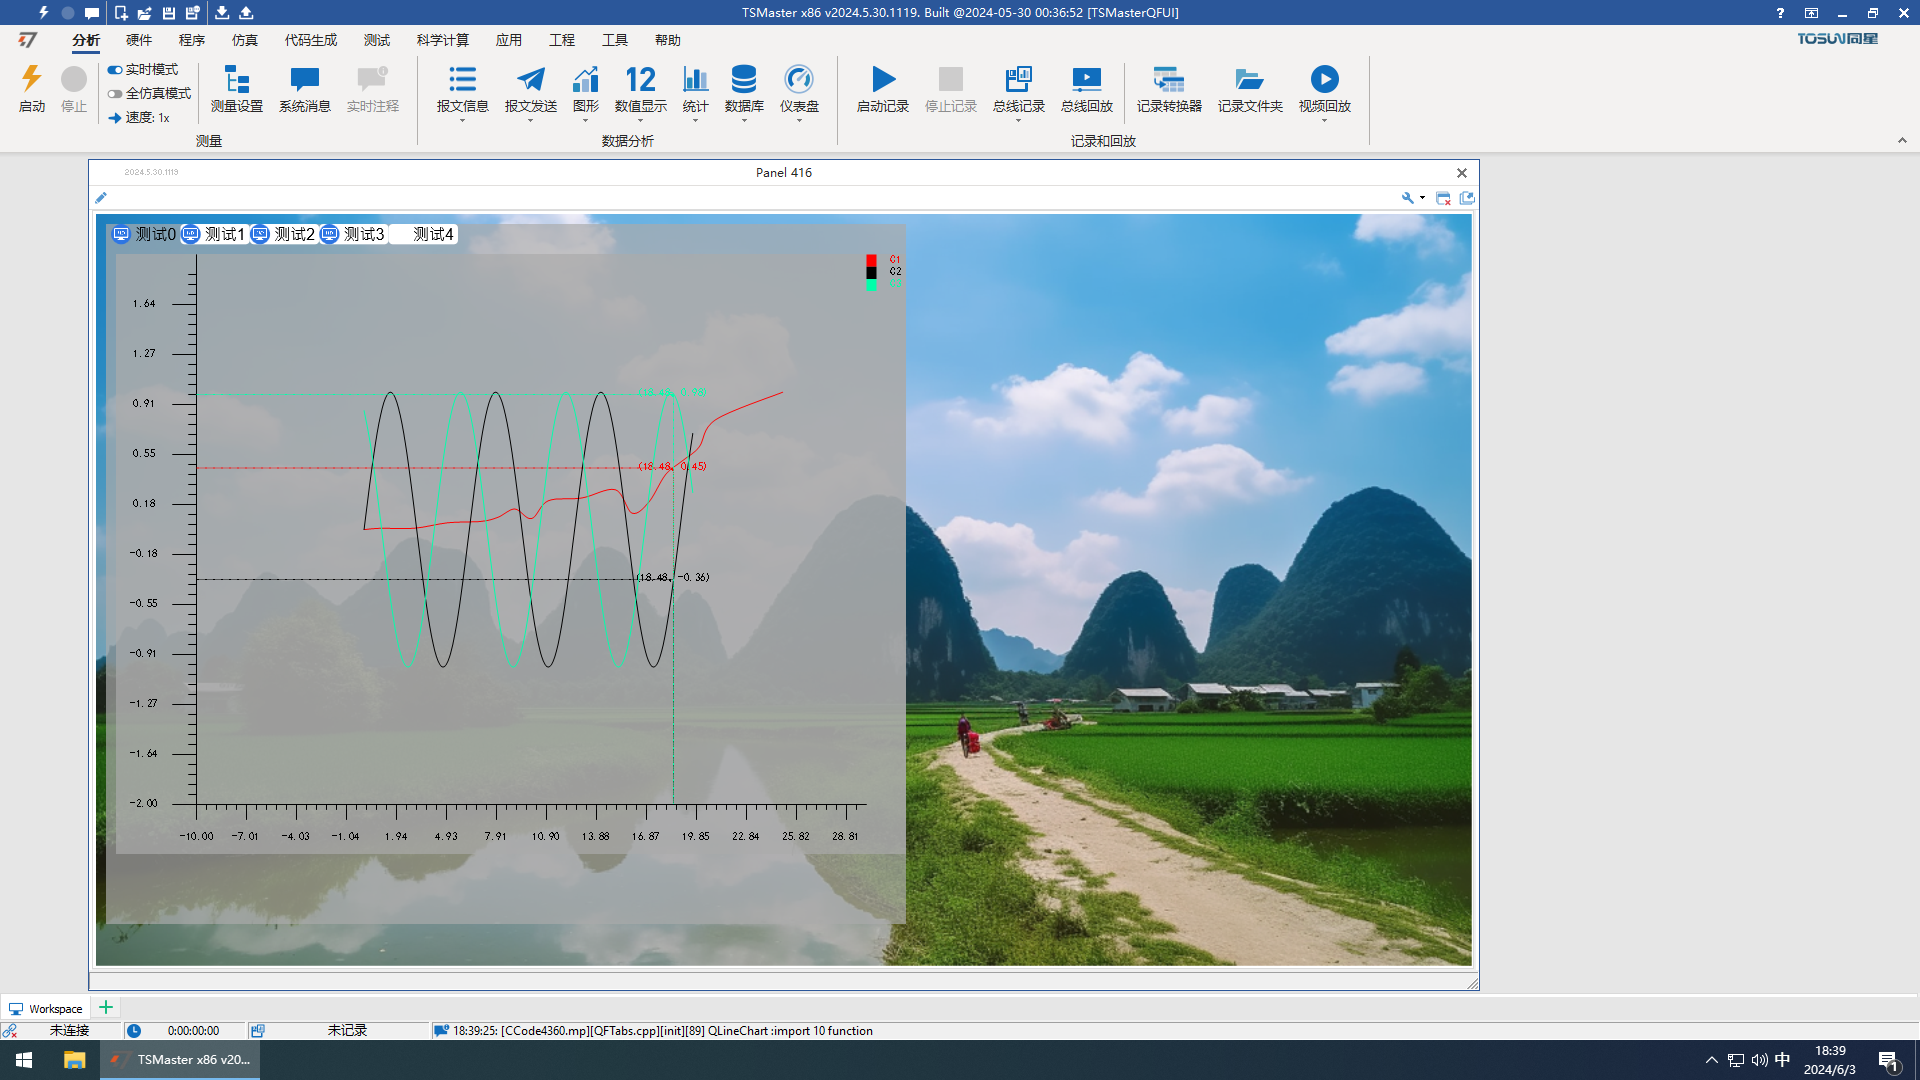 TSMaster x86 v2024.5.30.1119. Built @2024-05-30 00:36:52 [TSMasterQFUI]
分析 硬件 程序 仿真 代码生成 测试 科学计算 应用 工程 工具 帮助
TOSUN同星
启动 停止 实时模式 全仿真模式 速度: 1x 测量设置 系统消息 实时注释
报文信息 报文发送 图形 12 数值显示 统计 数据库 仪表盘
启动记录 停止记录 总线记录 总线回放 记录转换器 记录文件夹 视频回放
测量 数据分析 记录和回放
2024.5.30.1119
Panel 416
测试0 测试1 测试2 测试3 测试4
C1
C2
1.64
1.27
0.91
0.55
0.18
-0.18
-0.55
-0.91
-1.27
-1.64
-2.00
(18.48, 0.45)
(18.48, -0.36)
-10.00 -7.01 -4.03 -1.04 1.94 4.93 7.91 10.90 13.88 16.87 19.85 22.84 25.82 28.81
Workspace
未连接 0:00:00:00 未记录 18:39:25: [CCode4360.mp][QFTabs.cpp][init][89] QLineChart :import 10 function
TSMaster x86 v20...
中
18:39
2024/6/3
1